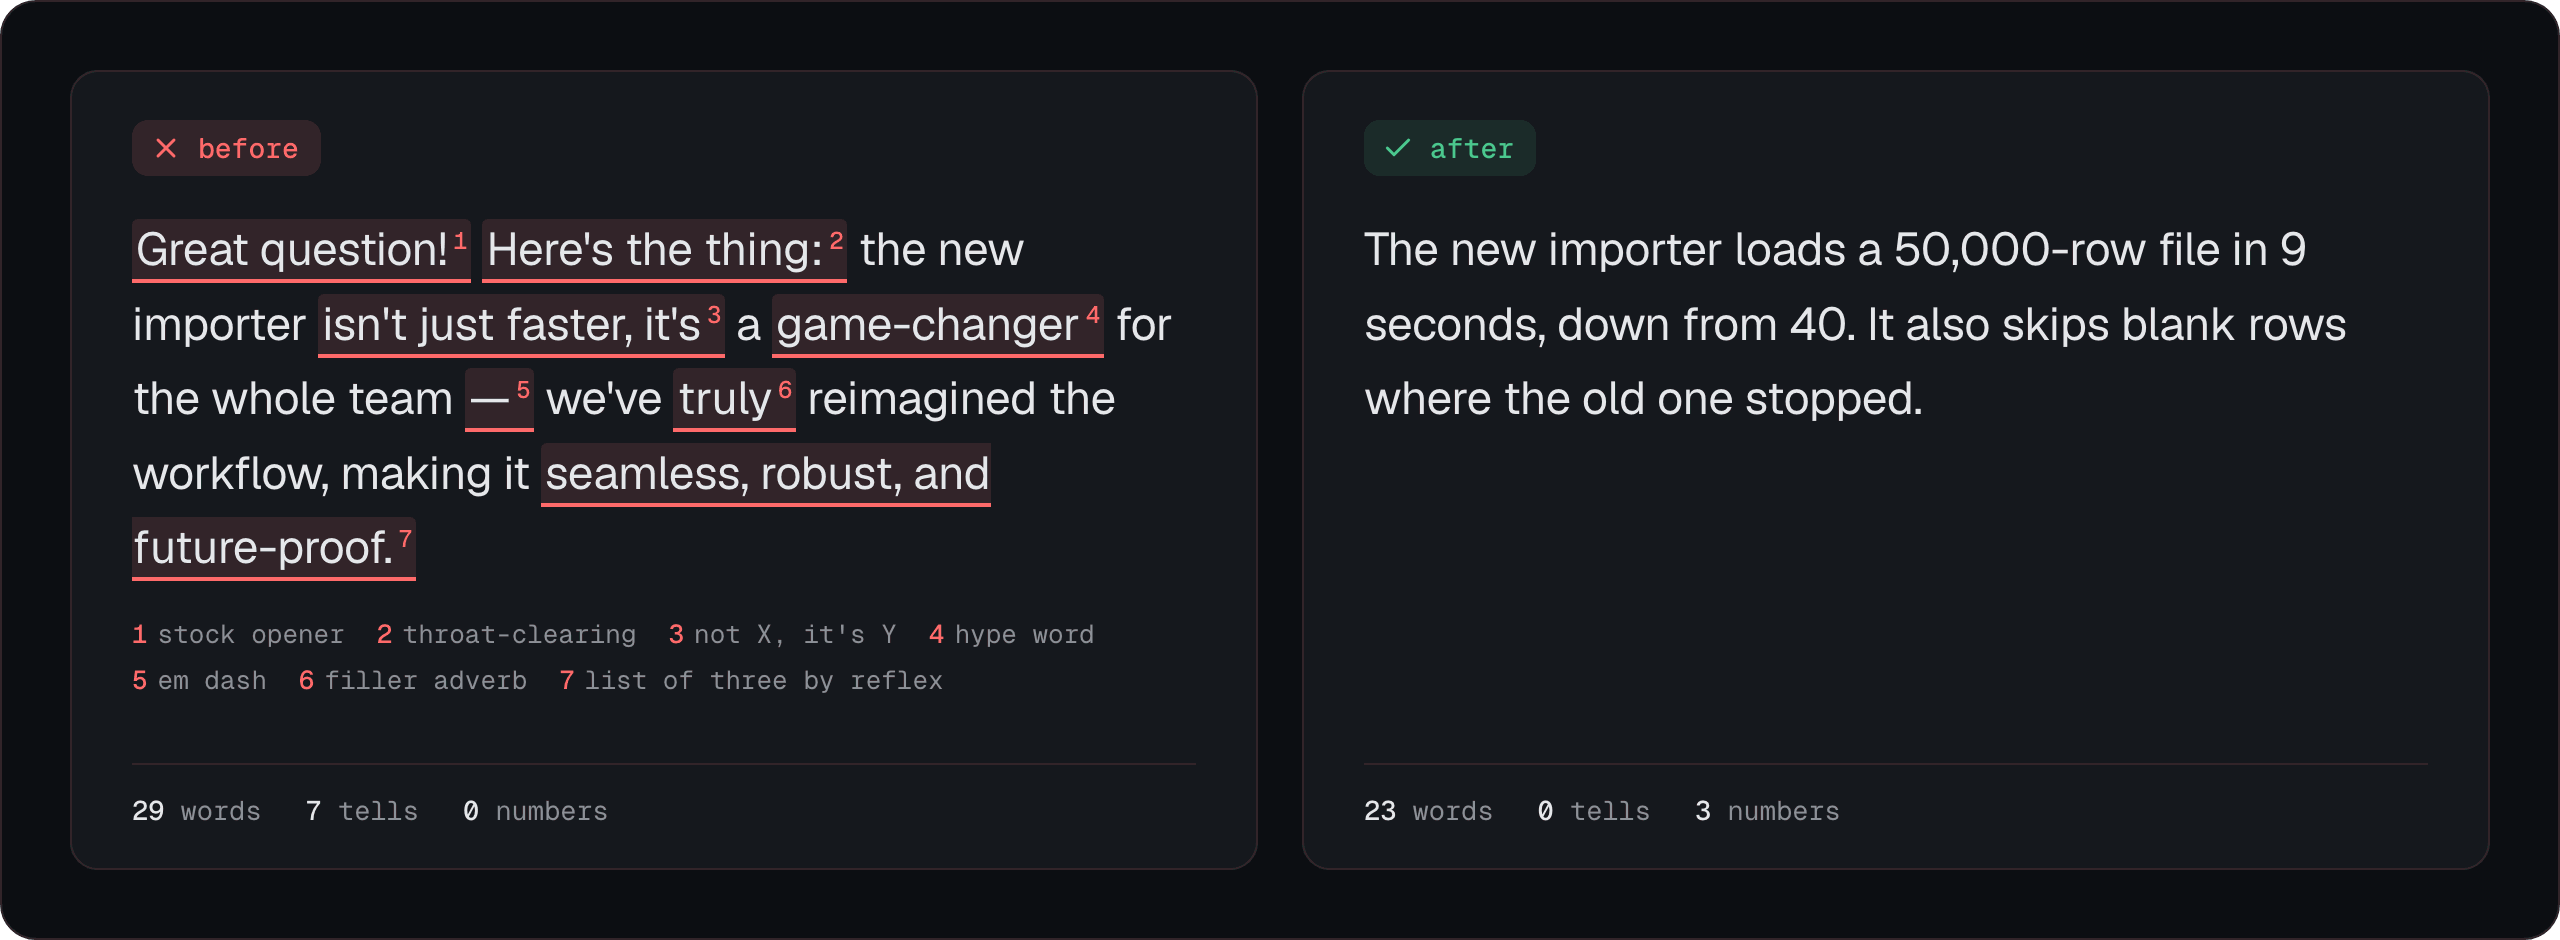 before
Great question!1 Here's the thing:2 the new
importer isn't just faster, it's3 a game-changer4 for
the whole team —5 we've truly6 reimagined the
workflow, making it seamless, robust, and
future-proof.7
1 stock opener 2 throat-clearing 3 not X, it's Y 4 hype word
5 em dash 6 filler adverb 7 list of three by reflex
29 words 7 tells 0 numbers
after
The new importer loads a 50,000-row file in 9
seconds, down from 40. It also skips blank rows
where the old one stopped.
23 words 0 tells 3 numbers